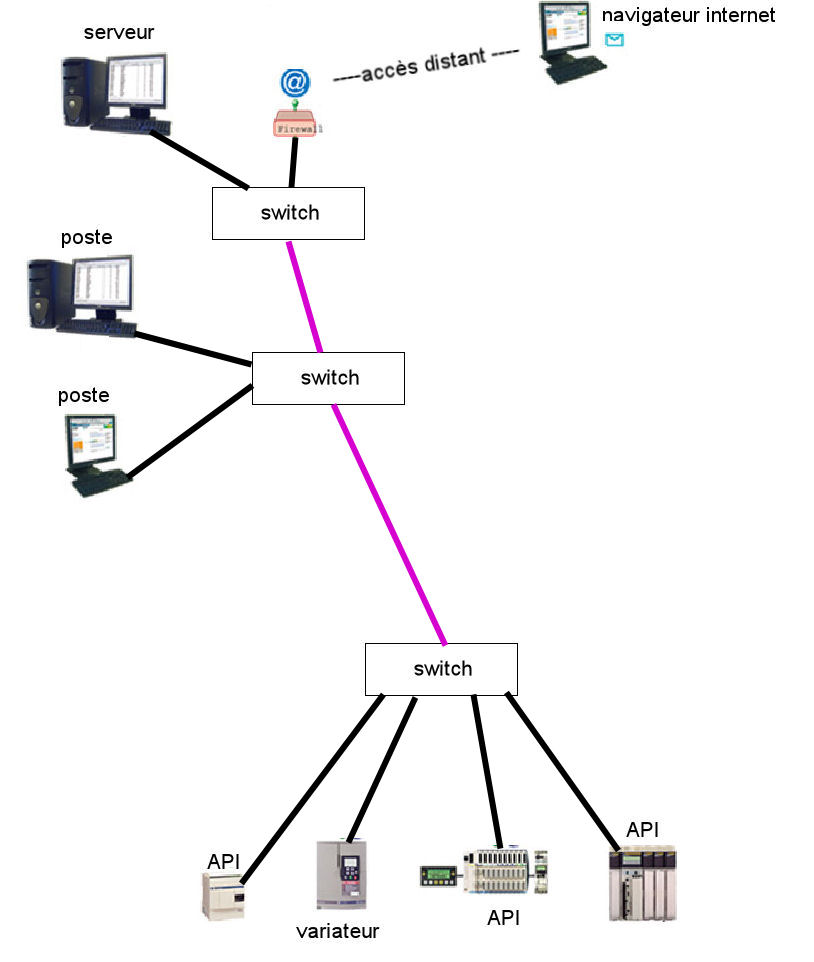 navigateur internet
serveur
----accès distant ----
@
Firewall
switch
poste
switch
poste
switch
API
API
variateur
API